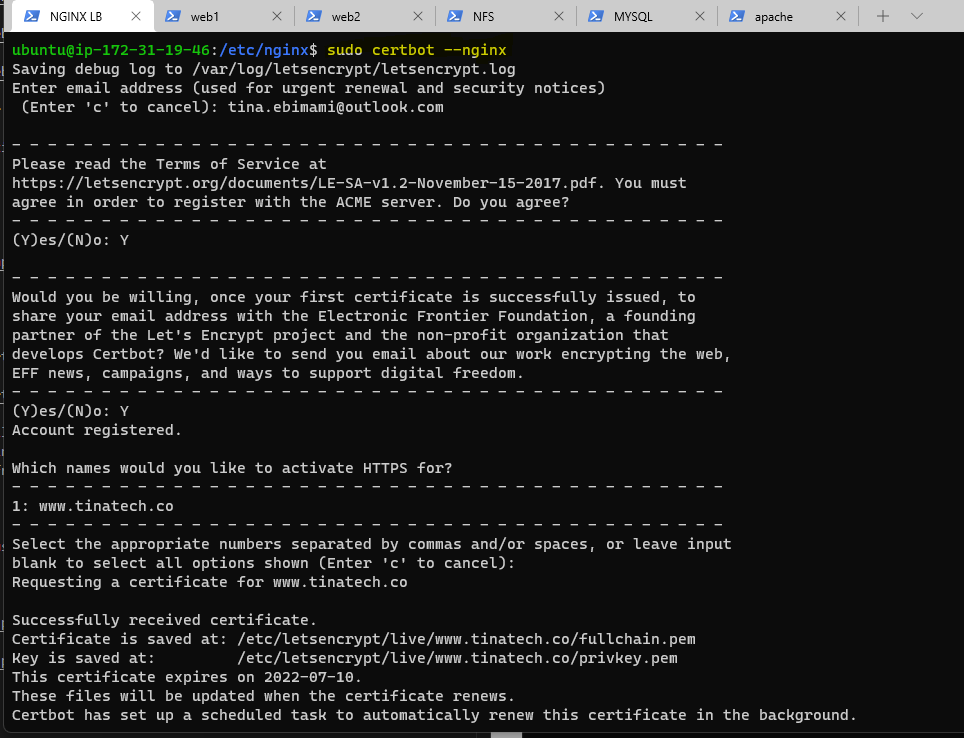 NGINX LB web1 web2 NFS MYSQL apache
ubuntu@ip-172-31-19-46:/etc/nginx$ sudo certbot --nginx
Saving debug log to /var/log/letsencrypt/letsencrypt.log
Enter email address (used for urgent renewal and security notices)
(Enter 'c' to cancel): tina.ebimami@outlook.com
- - - - - - - - - - - - - - - - - - - - - - - - - - - - - - - - - - - - - - - -
Please read the Terms of Service at
https://letsencrypt.org/documents/LE-SA-v1.2-November-15-2017.pdf. You must
agree in order to register with the ACME server. Do you agree?
- - - - - - - - - - - - - - - - - - - - - - - - - - - - - - - - - - - - - - - -
(Y)es/(N)o: Y
- - - - - - - - - - - - - - - - - - - - - - - - - - - - - - - - - - - - - - - -
Would you be willing, once your first certificate is successfully issued, to
share your email address with the Electronic Frontier Foundation, a founding
partner of the Let's Encrypt project and the non-profit organization that
develops Certbot? We'd like to send you email about our work encrypting the web,
EFF news, campaigns, and ways to support digital freedom.
- - - - - - - - - - - - - - - - - - - - - - - - - - - - - - - - - - - - - - - -
(Y)es/(N)o: Y
Account registered.
Which names would you like to activate HTTPS for?
- - - - - - - - - - - - - - - - - - - - - - - - - - - - - - - - - - - - - - - -
1: www.tinatech.co
- - - - - - - - - - - - - - - - - - - - - - - - - - - - - - - - - - - - - - - -
Select the appropriate numbers separated by commas and/or spaces, or leave input
blank to select all options shown (Enter 'c' to cancel):
Requesting a certificate for www.tinatech.co
Successfully received certificate.
Certificate is saved at: /etc/letsencrypt/live/www.tinatech.co/fullchain.pem
Key is saved at: /etc/letsencrypt/live/www.tinatech.co/privkey.pem
This certificate expires on 2022-07-10.
These files will be updated when the certificate renews.
Certbot has set up a scheduled task to automatically renew this certificate in the background.